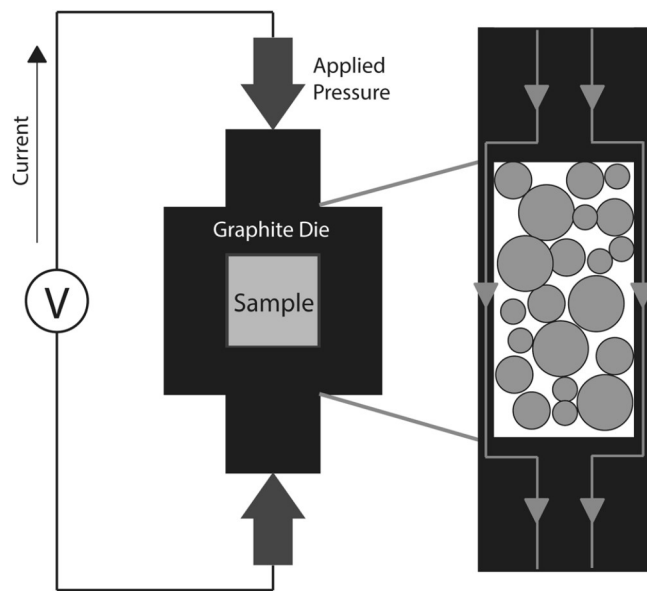 Applied
Pressure
Current
Graphite Die
Sample
V